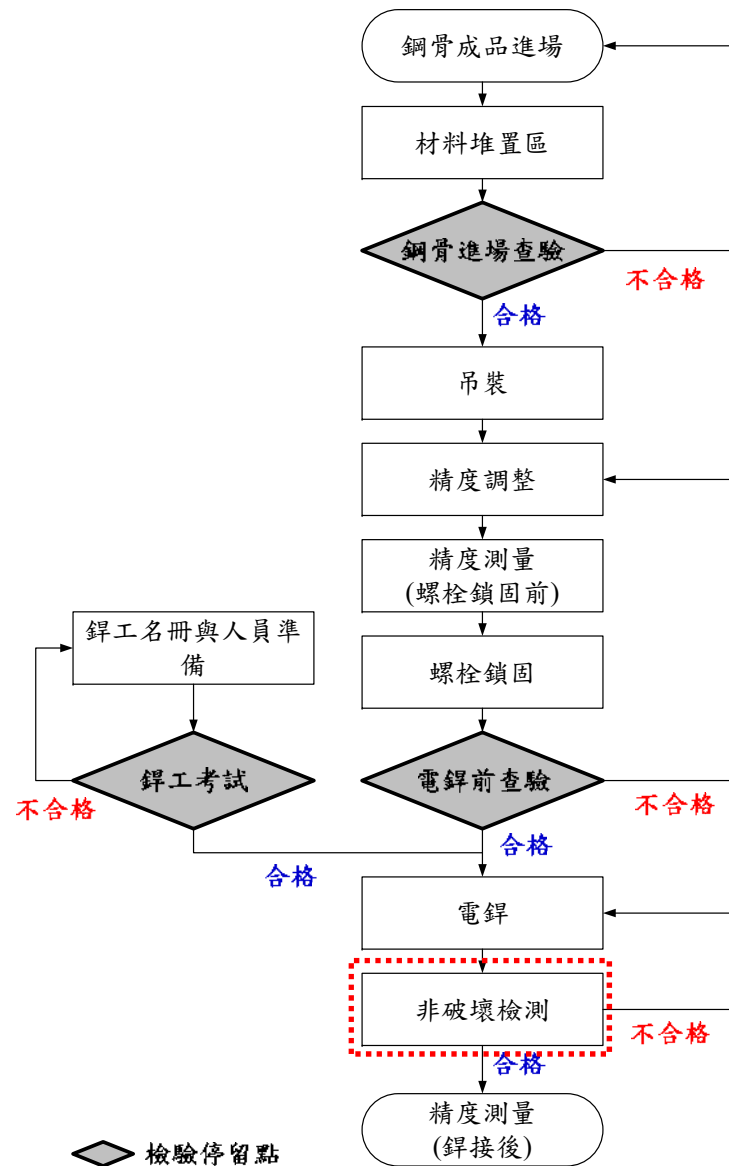 鋼骨成品進場
材料堆置區
鋼骨進場查驗
不合格
合格
吊裝
精度調整
精度測量
(螺栓鎖固前)
銲工名冊與人員準
備
螺栓鎖固
銲工考試
電銲前查驗
不合格
不合格
合格
合格
電銲
非破壞檢測
不合格
合格
精度測量
(銲接後)
檢驗停留點